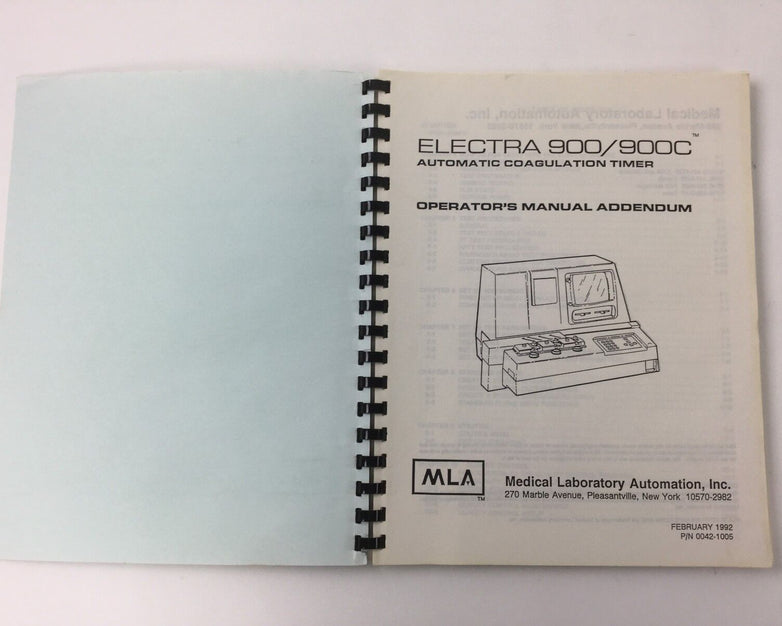 ELECTRA 900/900C™
AUTOMATIC COAGULATION TIMER
OPERATOR'S MANUAL ADDENDUM
MLA™
Medical Laboratory Automation, Inc.
270 Marble Avenue, Pleasantville, New York 10570-2982
FEBRUARY 1992
P/N 0042-1005